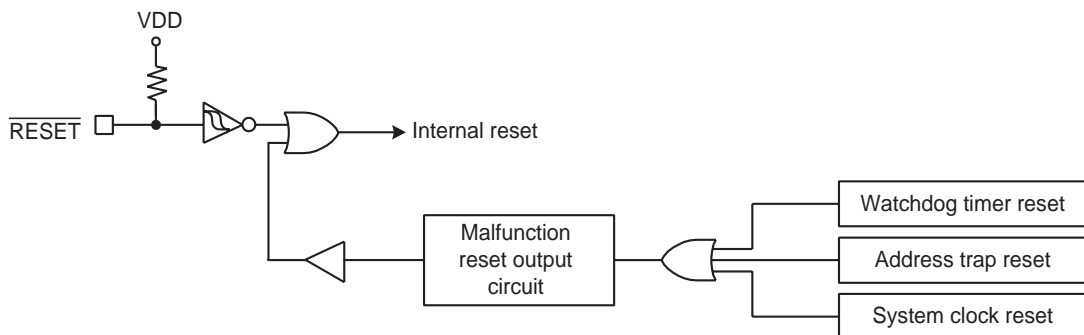 VDD
RESET
Internal reset
Watchdog timer reset
Malfunction
reset output
circuit
Address trap reset
System clock reset